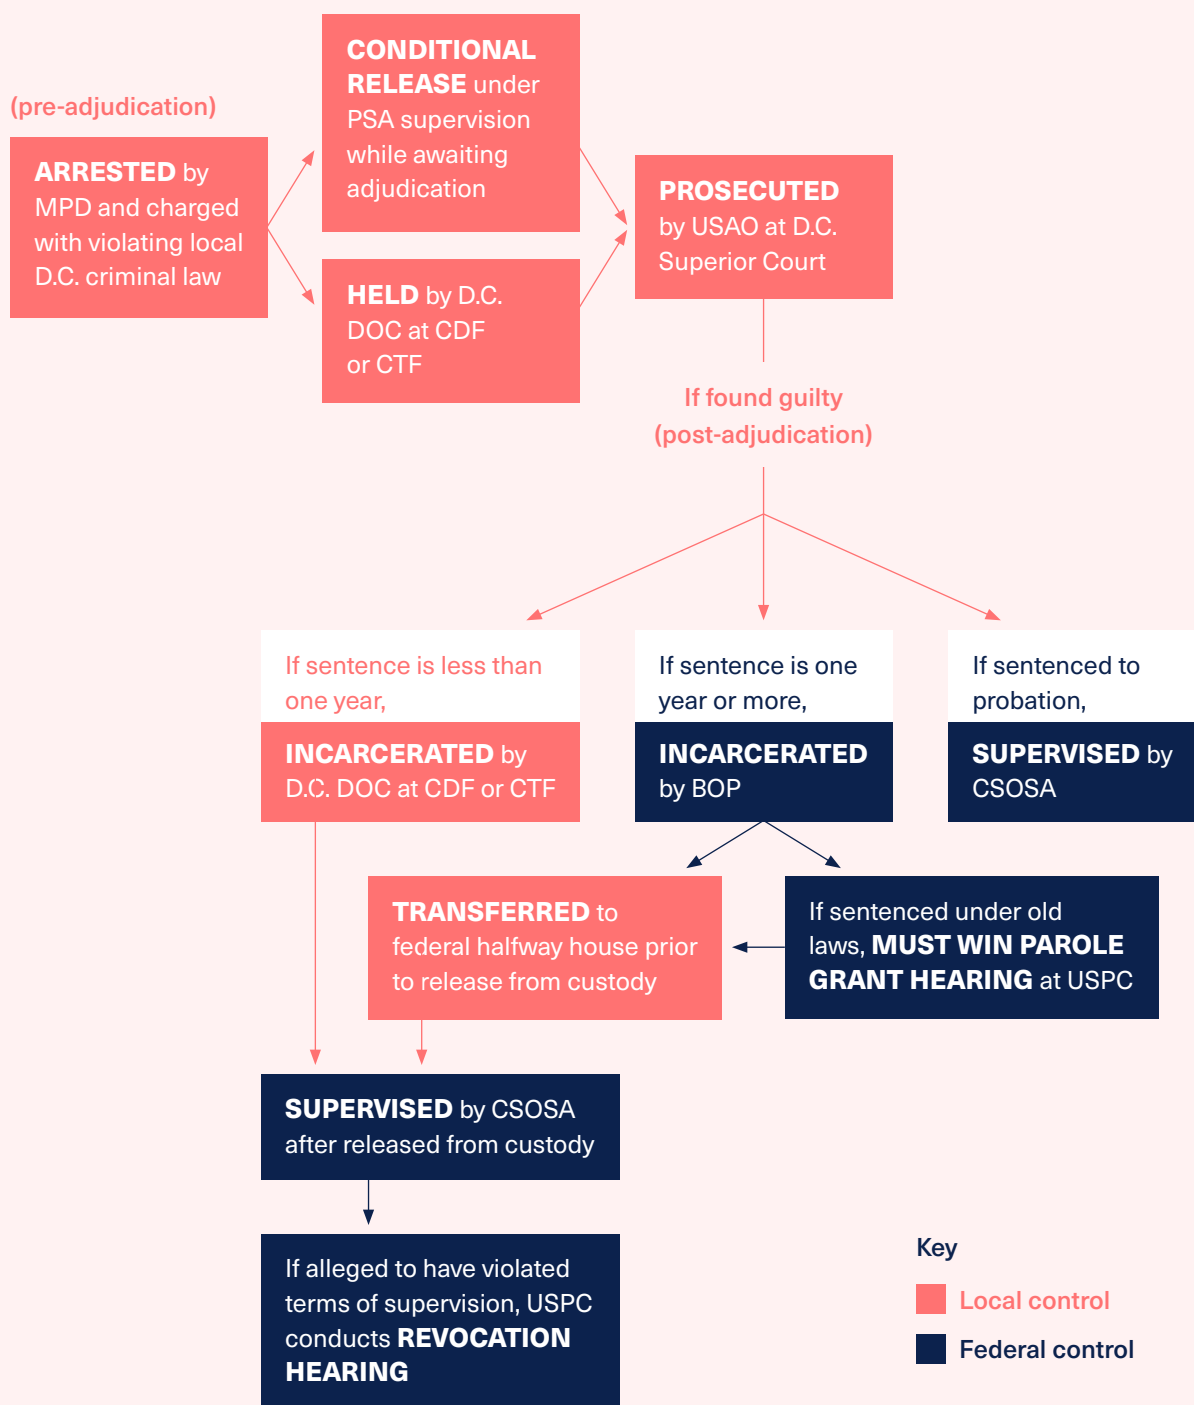 (pre-adjudication)
ARRESTED by
MPD and charged
with violating local
D.C. criminal law
CONDITIONAL
RELEASE under
PSA supervision
while awaiting
adjudication
HELD by D.C.
DOC at CDF
or CTF
PROSECUTED
by USAO at D.C.
Superior Court
If found guilty
(post-adjudication)
If sentence is less than
one year,
INCARCERATED by
D.C. DOC at CDF or CTF
If sentence is one
year or more,
INCARCERATED
by BOP
If sentenced to
probation,
SUPERVISED by
CSOSA
TRANSFERRED to
federal halfway house prior
to release from custody
If sentenced under old
laws, MUST WIN PAROLE
GRANT HEARING at USPC
SUPERVISED by CSOSA
after released from custody
If alleged to have violated
terms of supervision, USPC
conducts REVOCATION
HEARING
Key
Local control
Federal control